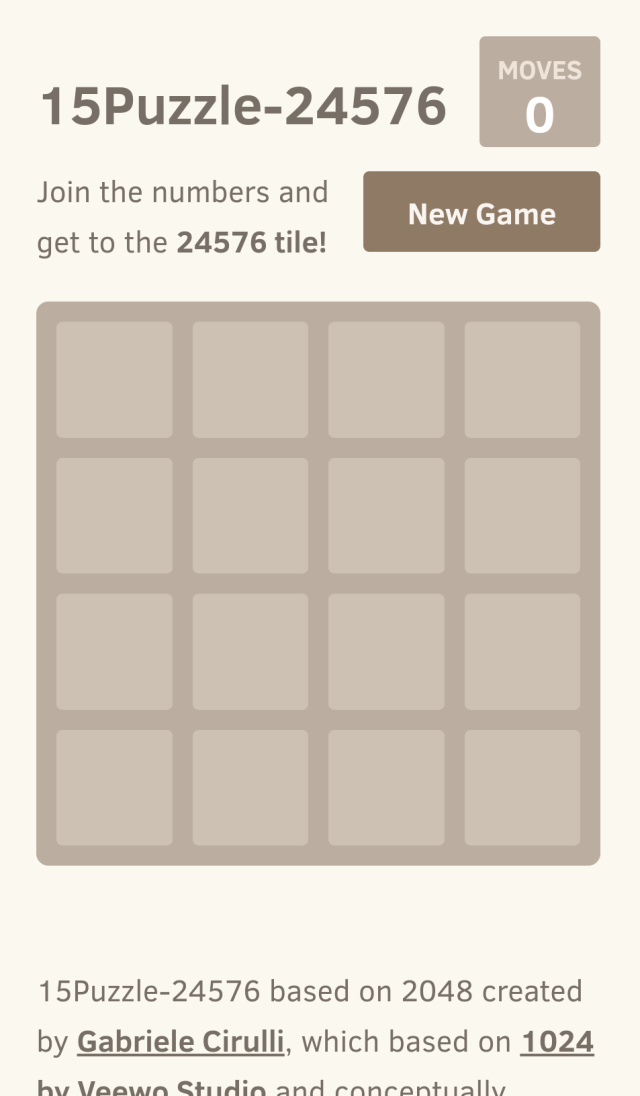 15Puzzle-24576
MOVES
0
Join the numbers and
get to the 24576 tile!
New Game
15Puzzle-24576 based on 2048 created
by Gabriele Cirulli, which based on 1024
by Veewo Studio and conceptually